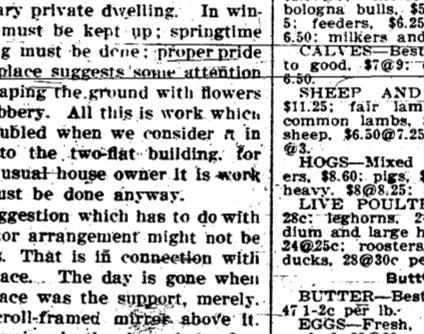 ary private dwelling. In win-
must be kept up; springtime
g must be done; proper pride
place suggests some attention
aping the ground with flowers
bbery. All this is work which
ubled when we consider it in
to the two-flat building, for
usual house owner it is work
ust be done anyway.
ggestion which has to do with
or arrangement might not be
. That is in connection with
ace. The day is gone when
ace was the support, merely,
roll-framed mirror above it.
bologna bulls, $5
5; feeders, $6.25
6.50; milkers and
CALVES—Best
to good, $7@9;
6.50.
SHEEP AND
$11.25; fair lam
common lambs,
sheep, $6.50@7.25
@3.
HOGS—Mixed
ers, $8.60; pigs,
heavy, $8@8.25;
LIVE POULT
28c; leghorns, 2
dium and large h
24@25c; roosters
ducks, 28@30c pe
Butt
BUTTER—Best
47 1-2c per lb.
EGGS—Fresh,